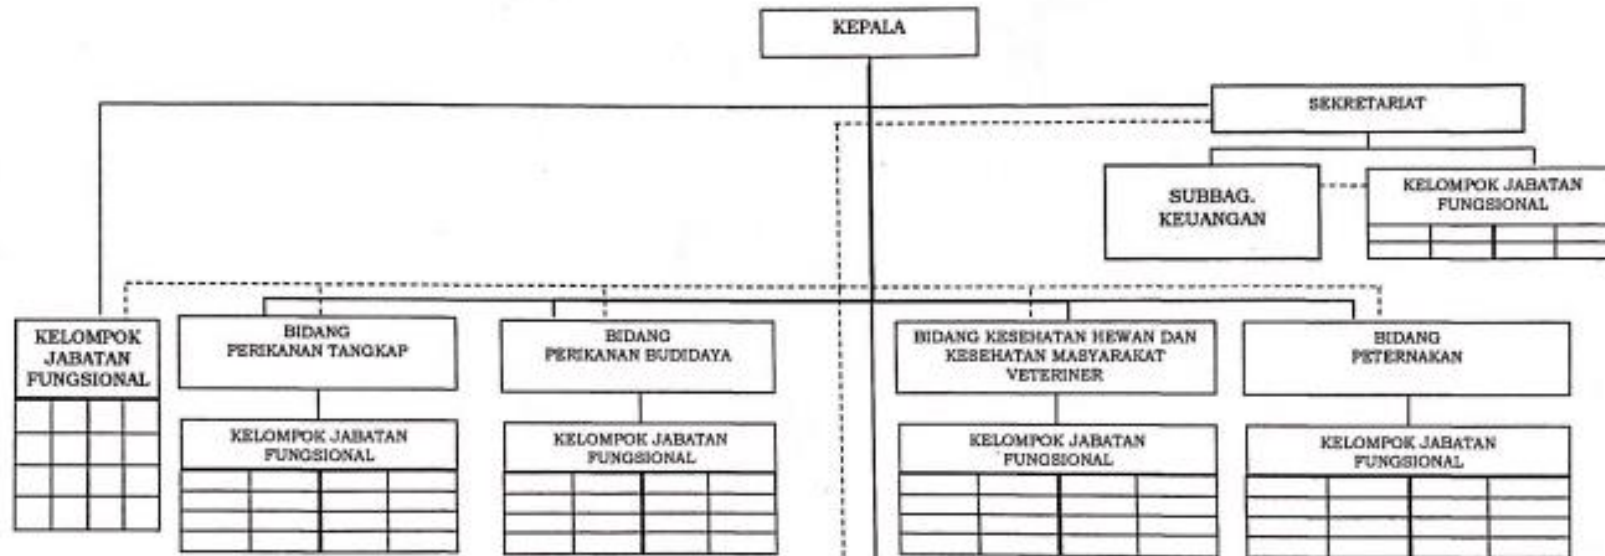 KEPALA
SEKRETARIAT
SUBBAG.
KEUANGAN
KELOMPOK JABATAN
FUNGSIONAL
KELOMPOK
JABATAN
FUNGSIONAL
BIDANG
PERIKANAN TANGKAP
BIDANG
PERIKANAN BUDIDAYA
BIDANG KESEHATAN HEWAN DAN
KESEHATAN MASYARAKAT
VETERINER
BIDANG
PETERNAKAN
KELOMPOK JABATAN
FUNGSIONAL
KELOMPOK JABATAN
FUNGSIONAL
KELOMPOK JABATAN
FUNGSIONAL
KELOMPOK JABATAN
FUNGSIONAL